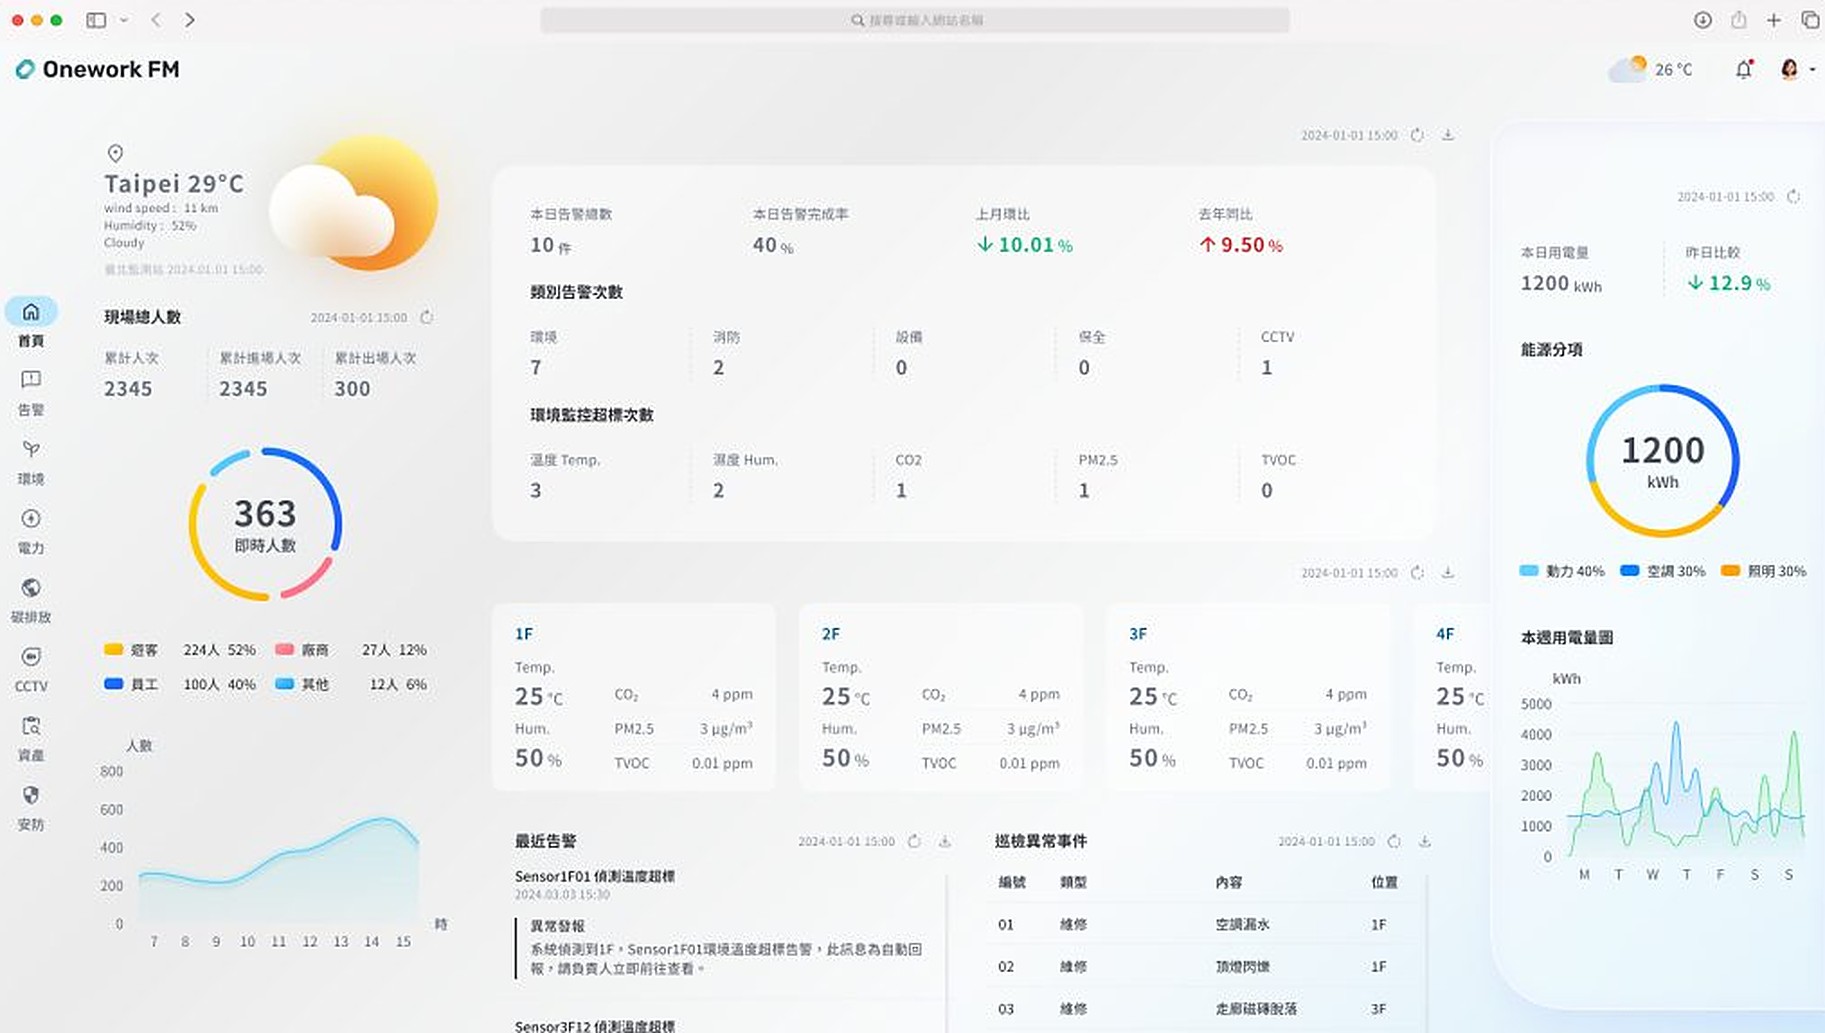 搜尋或輸入網站名稱
Onework FM
26 °C
Taipei 29°C
wind speed : 11 km
Humidity : 52%
Cloudy
臺北監測站 2024.01.01 15:00
現場總人數
2024-01-01 15:00
累計人次
累計進場人次
累計出場人次
2345
2345
300
363
即時人數
遊客 224人 52%
廠商 27人 12%
員工 100人 40%
其他 12人 6%
人數
800
600
400
200
0
時
7 8 9 10 11 12 13 14 15
首頁
告警
環境
電力
碳排放
CCTV
資產
安防
2024-01-01 15:00
本日告警總數
本日告警完成率
上月環比
去年同比
10 件
40 %
↓ 10.01 %
↑ 9.50 %
類別告警次數
環境
消防
設備
保全
CCTV
7
2
0
0
1
環境監控超標次數
溫度 Temp.
濕度 Hum.
CO2
PM2.5
TVOC
3
2
1
1
0
2024-01-01 15:00
1F
Temp.
25 °C
Hum.
50 %
CO₂ 4 ppm
PM2.5 3 µg/m³
TVOC 0.01 ppm
2F
Temp.
25 °C
Hum.
50 %
CO₂ 4 ppm
PM2.5 3 µg/m³
TVOC 0.01 ppm
3F
Temp.
25 °C
Hum.
50 %
CO₂ 4 ppm
PM2.5 3 µg/m³
TVOC 0.01 ppm
4F
Temp.
25 °C
Hum.
50 %
最近告警
2024-01-01 15:00
Sensor1F01 偵測溫度超標
2024.03.03 15:30
異常發報
系統偵測到1F，Sensor1F01環境溫度超標告警，此訊息為自動回
報，請負責人立即前往查看。
Sensor3F12 偵測溫度超標
巡檢異常事件
2024-01-01 15:00
編號 類型 內容 位置
01 維修 空調漏水 1F
02 維修 頂燈閃爍 1F
03 維修 走廊磁磚脫落 3F
2024-01-01 15:00
本日用電量
昨日比較
1200 kWh
↓ 12.9 %
能源分項
1200
kWh
動力 40%
空調 30%
照明 30%
本週用電量圖
kWh
5000
4000
3000
2000
1000
0
M T W T F S S